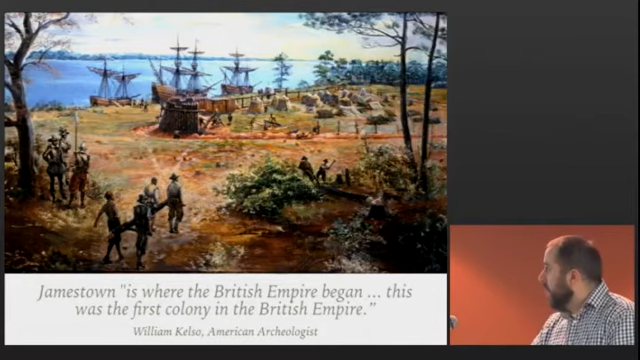 Jamestown "is where the British Empire began ... this
was the first colony in the British Empire.”
William Kelso, American Archeologist